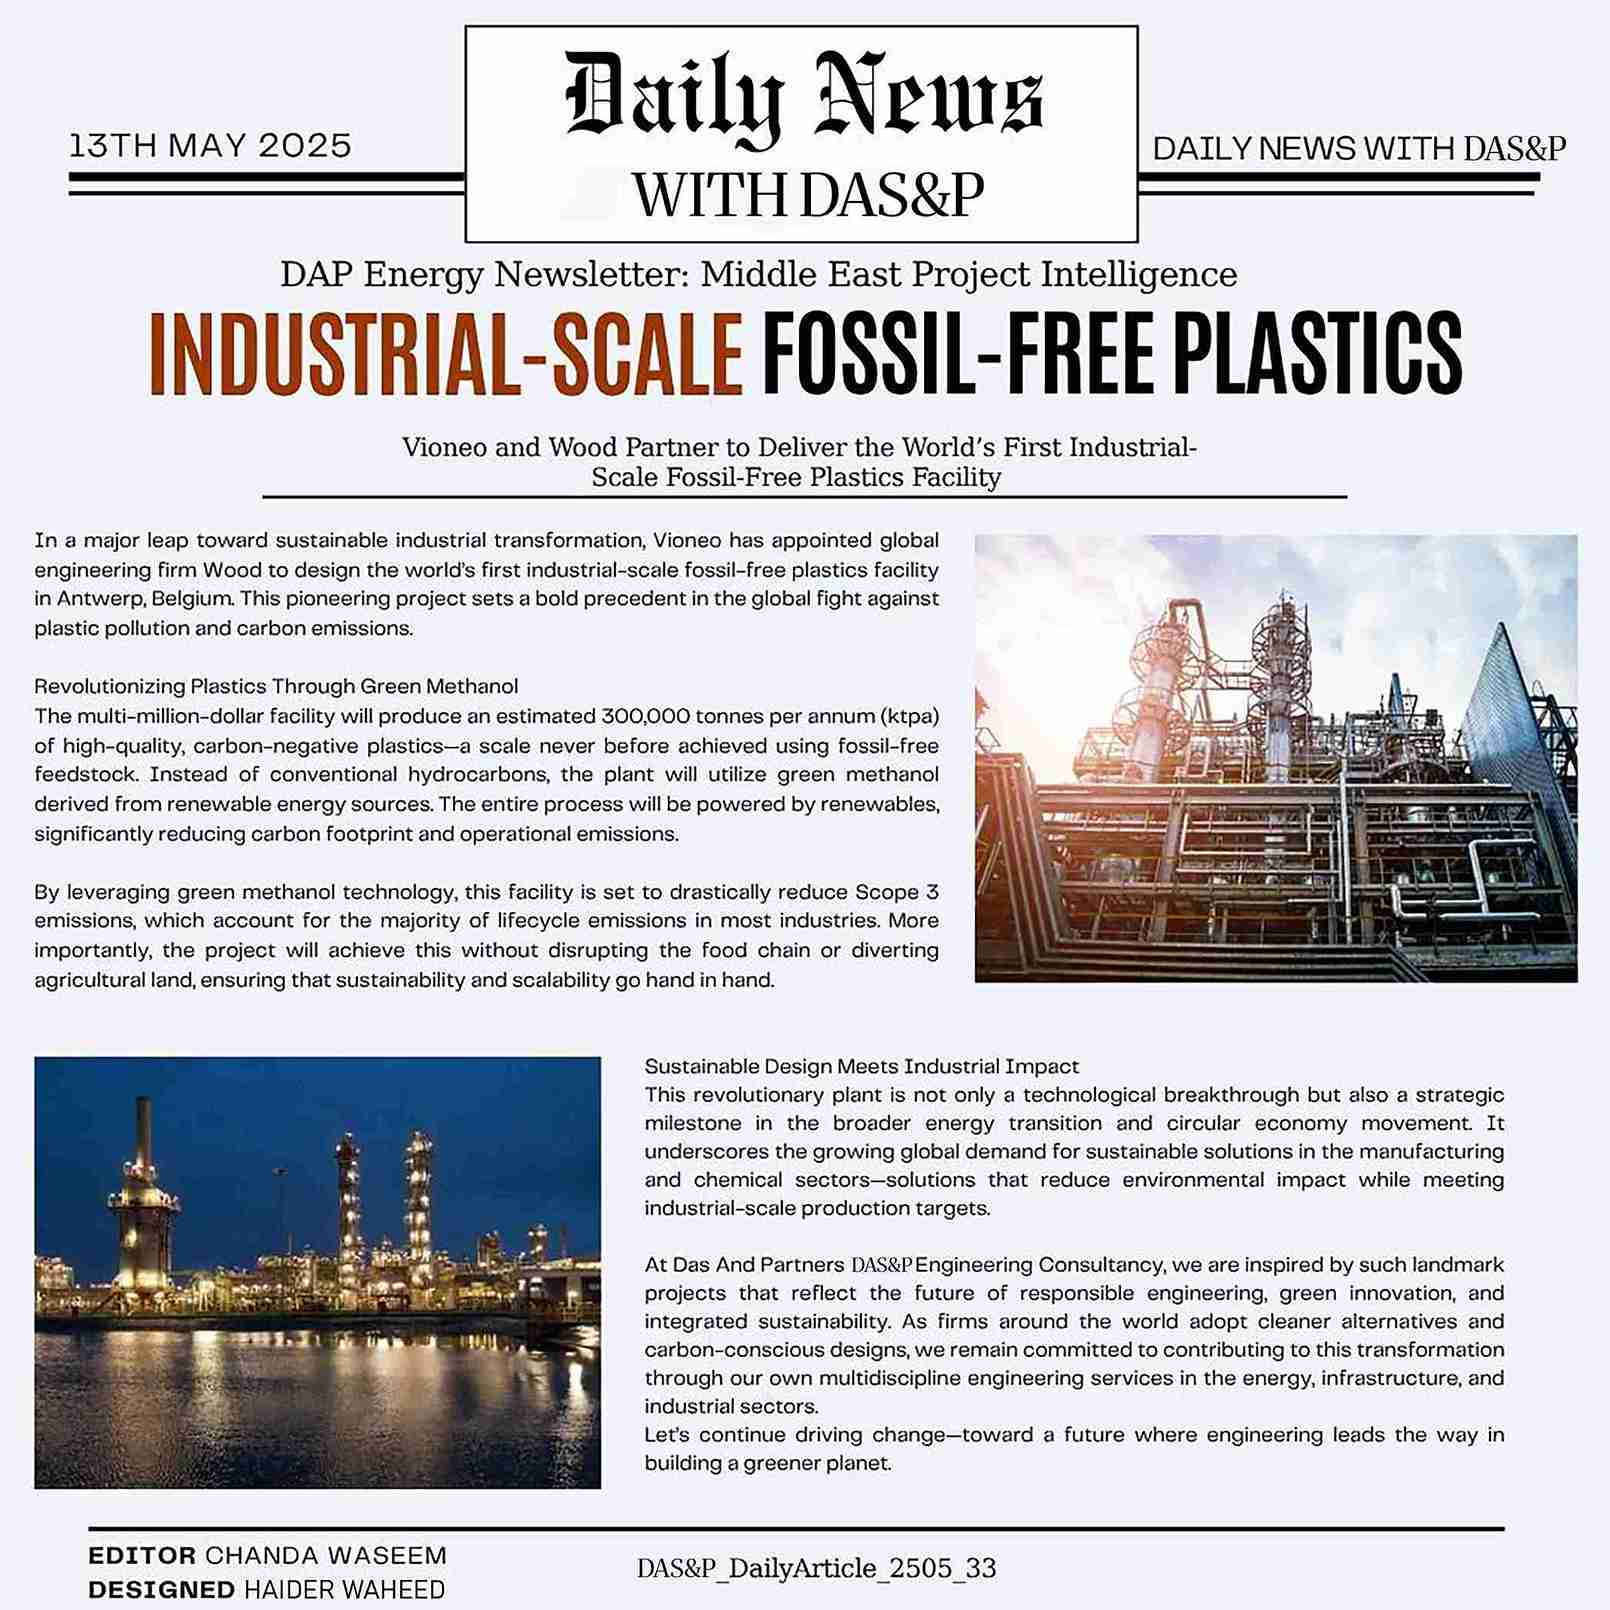 Daily News
13TH MAY 2025
DAILY NEWS WITH DAS&P
WITH DAS&P
DAP Energy Newsletter: Middle East Project Intelligence
INDUSTRIAL-SCALE FOSSIL-FREE PLASTICS
Vioneo and Wood Partner to Deliver the World's First Industrial-
Scale Fossil-Free Plastics Facility
In a major leap toward sustainable industrial transformation, Vioneo has appointed global
engineering firm Wood to design the world's first industrial-scale fossil-free plastics facility
in Antwerp, Belgium. This pioneering project sets a bold precedent in the global fight against
plastic pollution and carbon emissions.
Revolutionizing Plastics Through Green Methanol
The multi-million-dollar facility will produce an estimated 300,000 tonnes per annum (ktpa)
of high-quality, carbon-negative plastics—a scale never before achieved using fossil-free
feedstock. Instead of conventional hydrocarbons, the plant will utilize green methanol
derived from renewable energy sources. The entire process will be powered by renewables,
significantly reducing carbon footprint and operational emissions.
By leveraging green methanol technology, this facility is set to drastically reduce Scope 3
emissions, which account for the majority of lifecycle emissions in most industries. More
importantly, the project will achieve this without disrupting the food chain or diverting
agricultural land, ensuring that sustainability and scalability go hand in hand.
Sustainable Design Meets Industrial Impact
This revolutionary plant is not only a technological breakthrough but also a strategic
milestone in the broader energy transition and circular economy movement. It
underscores the growing global demand for sustainable solutions in the manufacturing
and chemical sectors—solutions that reduce environmental impact while meeting
industrial-scale production targets.
At Das And Partners DAS&P Engineering Consultancy, we are inspired by such landmark
projects that reflect the future of responsible engineering, green innovation, and
integrated sustainability. As firms around the world adopt cleaner alternatives and
carbon-conscious designs, we remain committed to contributing to this transformation
through our own multidiscipline engineering services in the energy, infrastructure, and
industrial sectors.
Let's continue driving change—toward a future where engineering leads the way in
building a greener planet.
EDITOR CHANDA WASEEM
DESIGNED HAIDER WAHEED
DAS&P_DailyArticle_2505_33